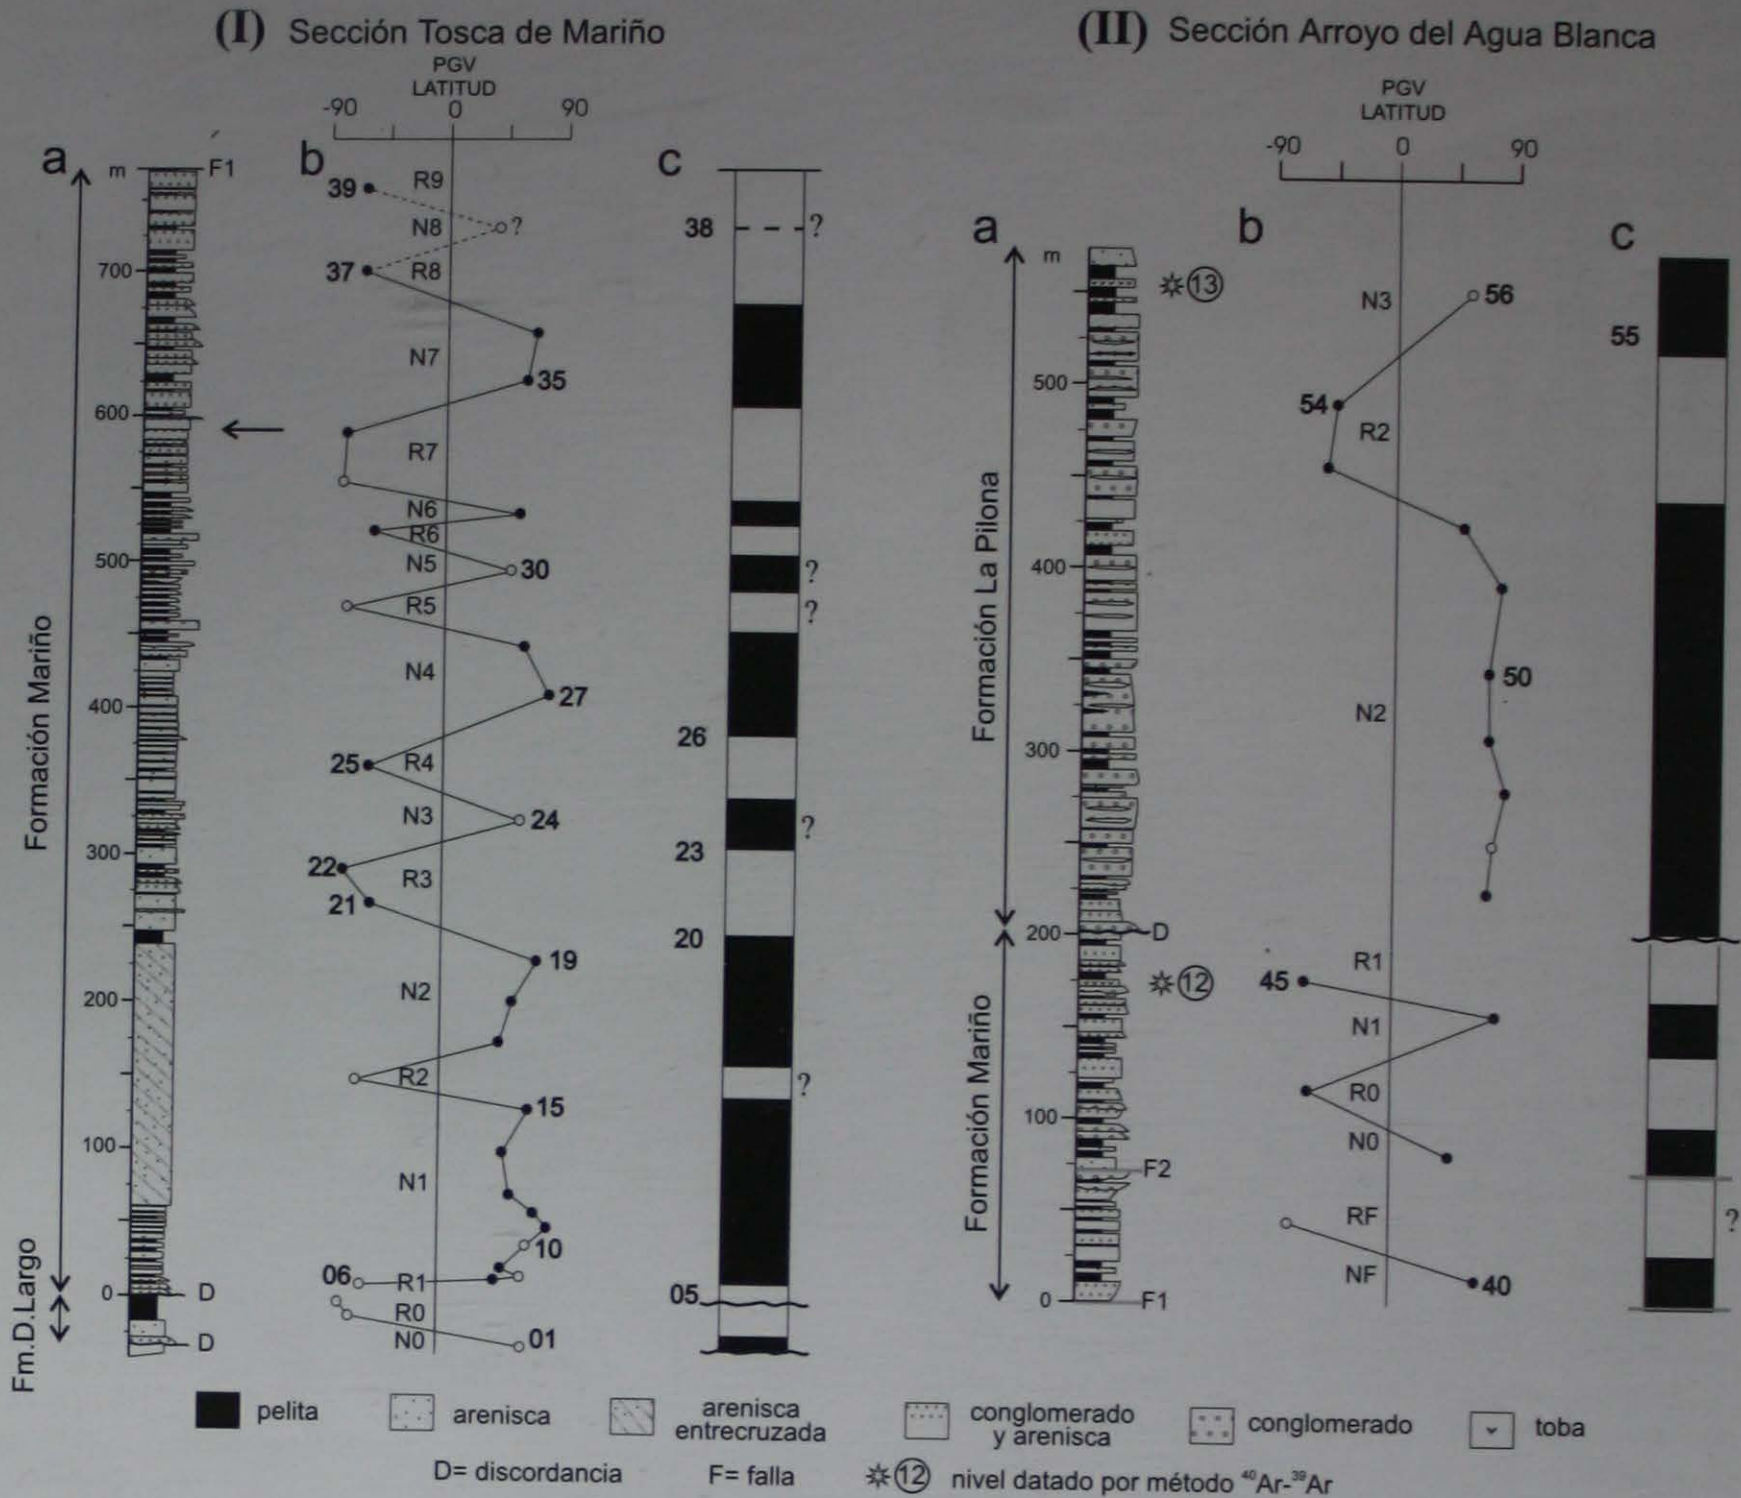 (I) Sección Tosca de Mariño
PGV
LATITUD
-90 0 90
a
m
F1
700
600
500
400
300
200
100
0
D
D
Formación Mariño
Fm.D.Largo
b
39
R9
N8
?
37
R8
N7
35
R7
N6
R6
N5
30
R5
N4
27
25
R4
N3
24
22
R3
21
19
N2
R2
15
N1
10
06
R1
R0
N0
01
c
38
?
?
?
26
?
23
20
?
05
(II) Sección Arroyo del Agua Blanca
PGV
LATITUD
-90 0 90
a
m
13
500
400
300
200
D
12
100
F2
0
F1
Formación La Pilona
Formación Mariño
b
N3
56
54
R2
50
N2
R1
45
N1
R0
N0
RF
NF
40
c
55
?
pelita
arenisca
arenisca
entrecruzada
conglomerado
y arenisca
conglomerado
toba
D= discordancia F= falla 12 nivel datado por método ⁴⁰Ar-³⁹Ar